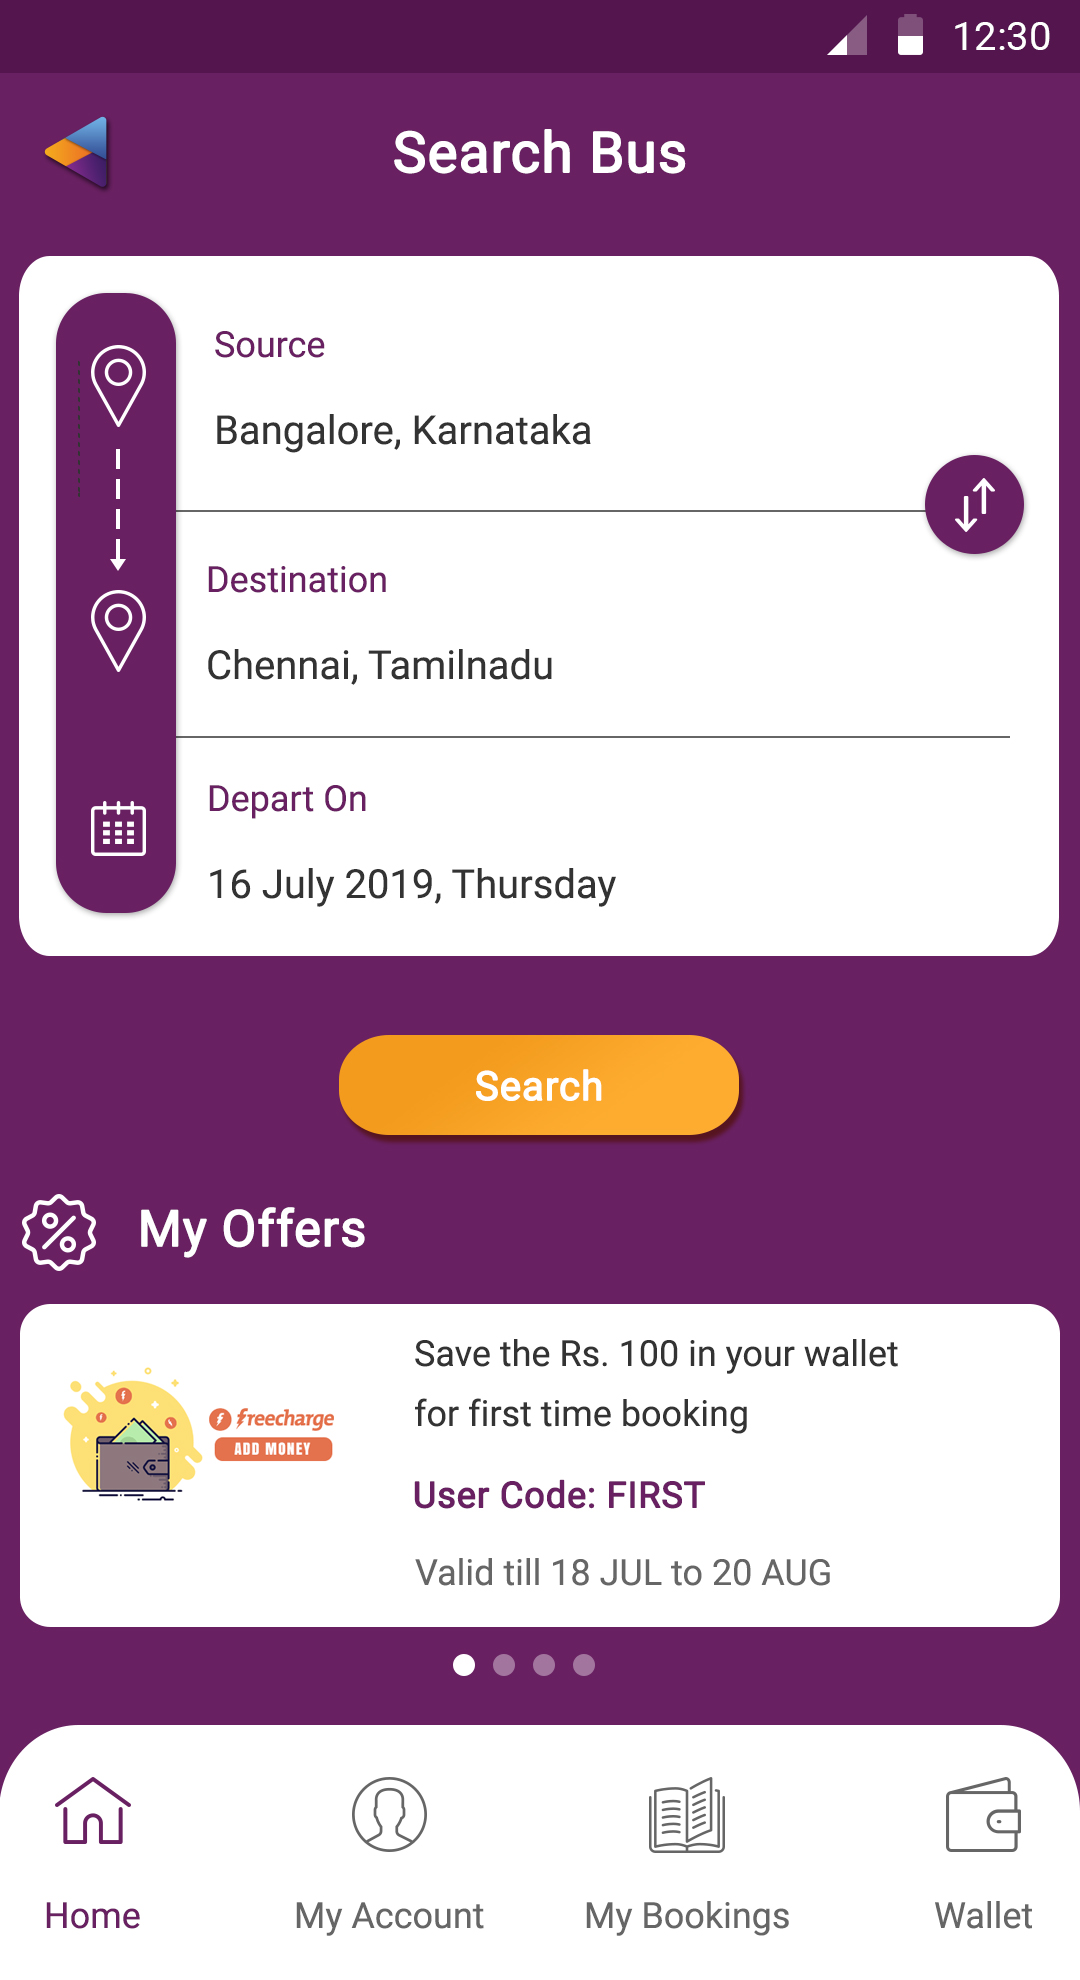 12:30
Search Bus
Source
Bangalore, Karnataka
Destination
Chennai, Tamilnadu
Depart On
16 July 2019, Thursday
Search
My Offers
Save the Rs. 100 in your wallet
for first time booking
freecharge
ADD MONEY
User Code: FIRST
Valid till 18 JUL to 20 AUG
Home
My Account
My Bookings
Wallet